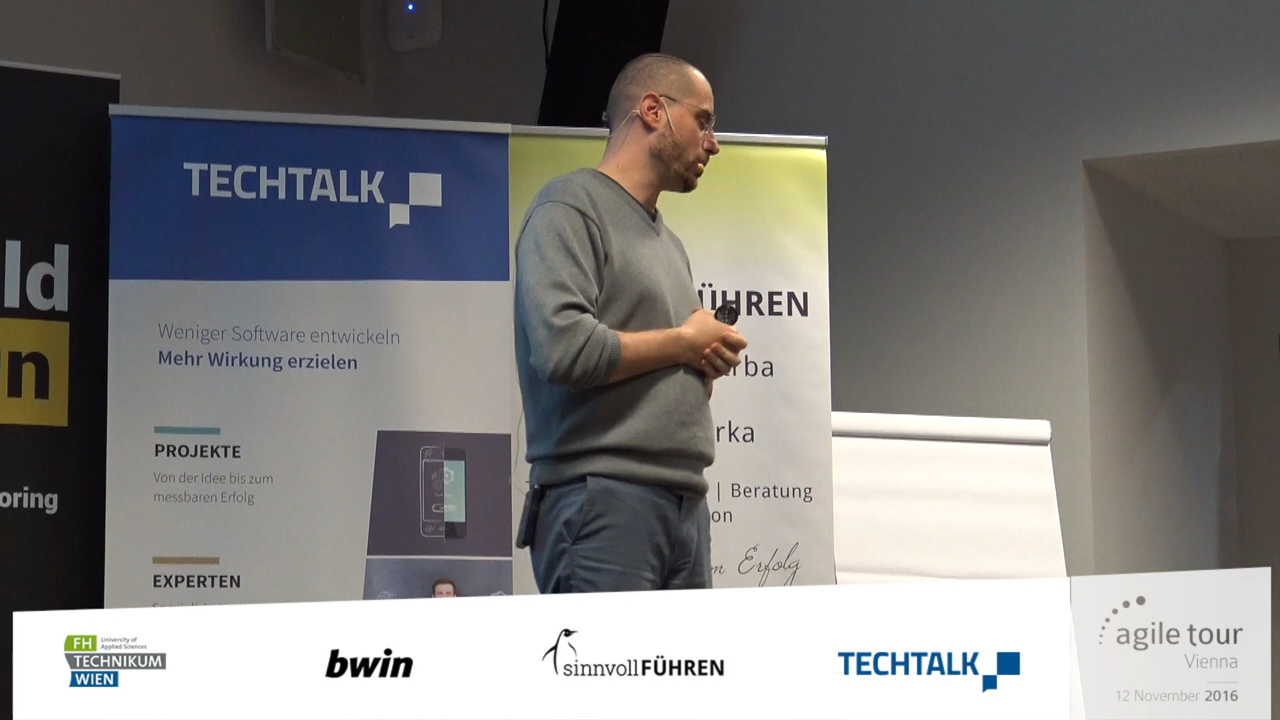 ld
rn
oring
TECHTALK
Weniger Software entwickeln
Mehr Wirkung erzielen
PROJEKTE
Von der Idee bis zum
messbaren Erfolg
EXPERTEN
ÜHREN
rba
rka
| Beratung
on
Erfolg
FH
University of
Applied Sciences
TECHNIKUM
WIEN
bwin
sinnvollFÜHREN
TECHTALK
agile tour
Vienna
12 November 2016